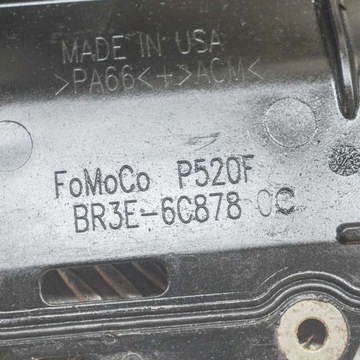 MADE IN USA
>PA66<+>ACM<
FoMoCo P520F
BR3E-6C878 CC